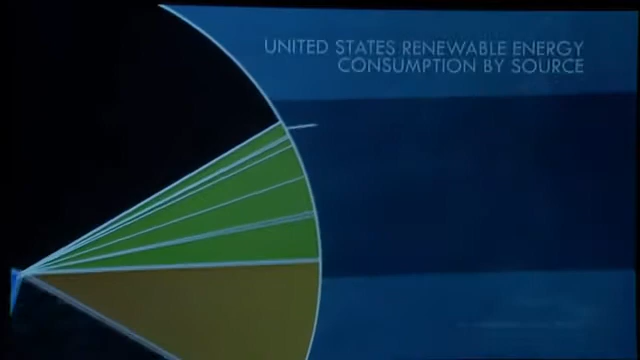 UNITED STATES RENEWABLE ENERGY
CONSUMPTION BY SOURCE